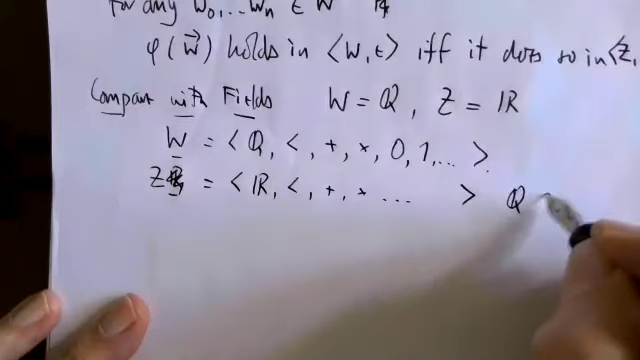 For any w₀,...wₙ ∈ W
φ(w⃗) holds in ⟨W, ∈⟩ iff it does so in ⟨Z,
Compare with Fields W = ℚ, Z = ℝ
W = ⟨ℚ, <, +, ×, 0, 1, ... ⟩.
Z = ⟨ℝ, <, +, × ... ⟩ ℚ